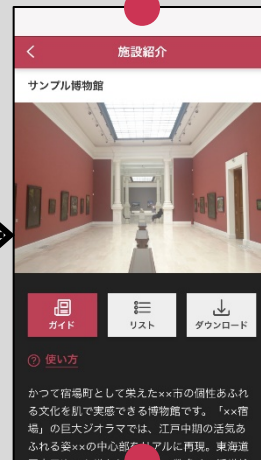 施設紹介
サンプル博物館
ガイド
リスト
ダウンロード
使い方
かつて宿場町として栄えた××市の個性あふれ
る文化を肌で実感できる博物館です。「××宿
場」の巨大ジオラマでは、江戸中期の活気あ
ふれる姿××の中心部をリアルに再現。東海道